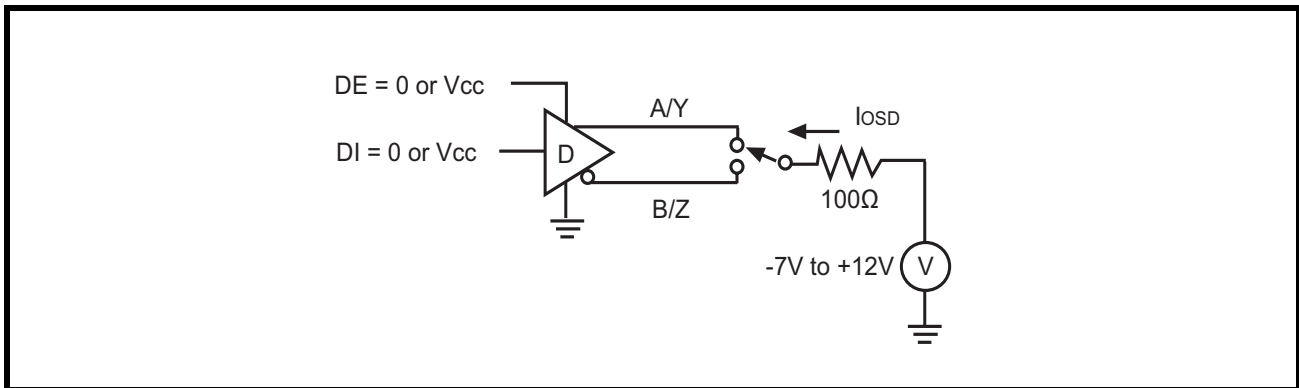 DE = 0 or Vcc
A/Y
IOSD
DI = 0 or Vcc
D
100Ω
B/Z
-7V to +12V
V